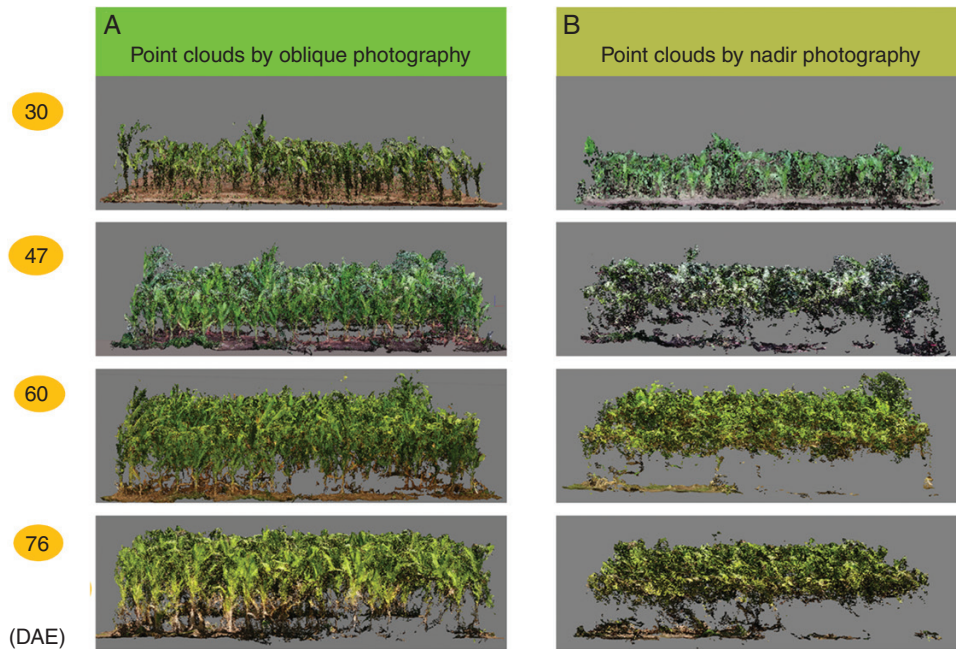 A
Point clouds by oblique photography
B
Point clouds by nadir photography
30
47
60
76
(DAE)